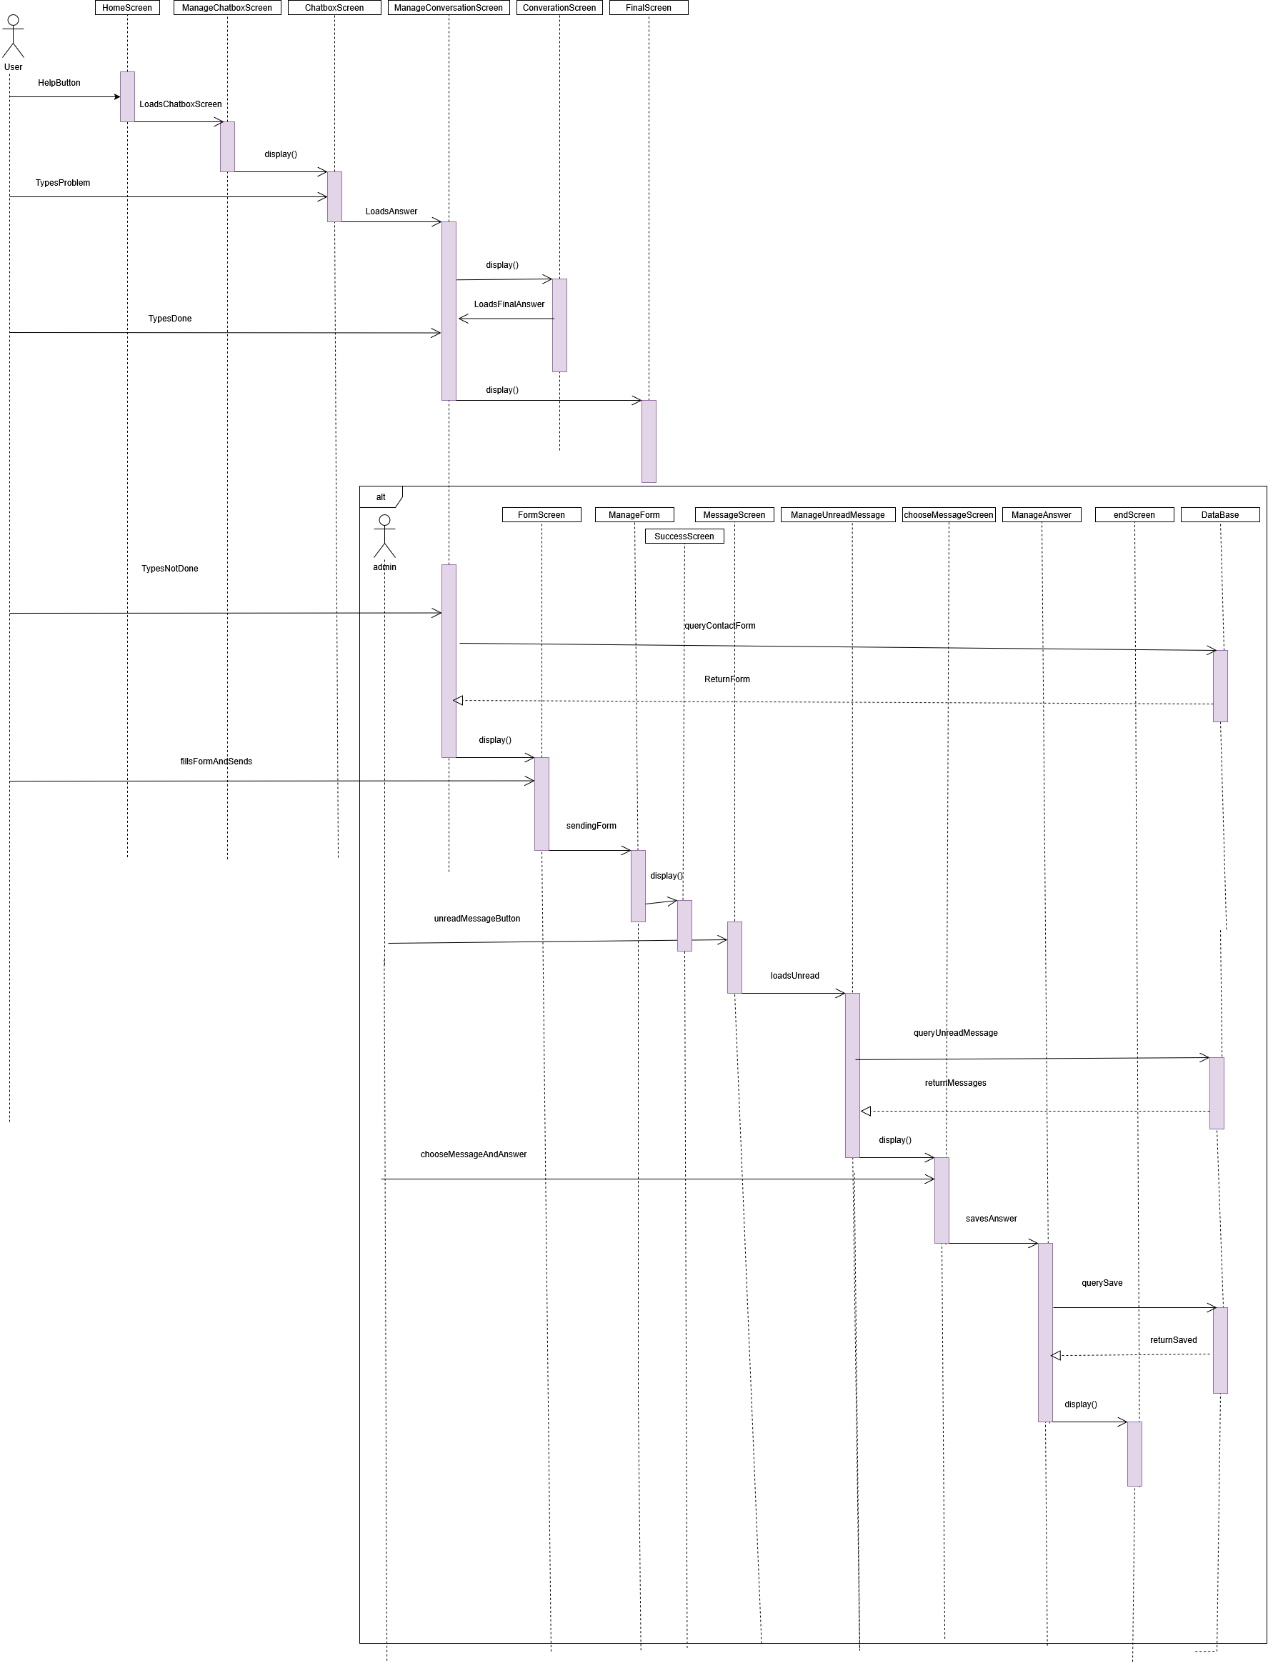 HomeScreen
ManageChatboxScreen
ChatboxScreen
ManageConversationScreen
ConverationScreen
FinalScreen
User
HelpButton
LoadsChatboxScreen
display()
TypesProblem
LoadsAnswer
display()
LoadsFinalAnswer
TypesDone
display()
alt
FormScreen
ManageForm
MessageScreen
ManageUnreadMessage
chooseMessageScreen
ManageAnswer
endScreen
DataBase
SuccessScreen
admin
TypesNotDone
queryContactForm
ReturnForm
display()
fillsFormAndSends
sendingForm
display()
unreadMessageButton
loadsUnread
queryUnreadMessage
returnMessages
display()
chooseMessageAndAnswer
savesAnswer
querySave
returnSaved
display()